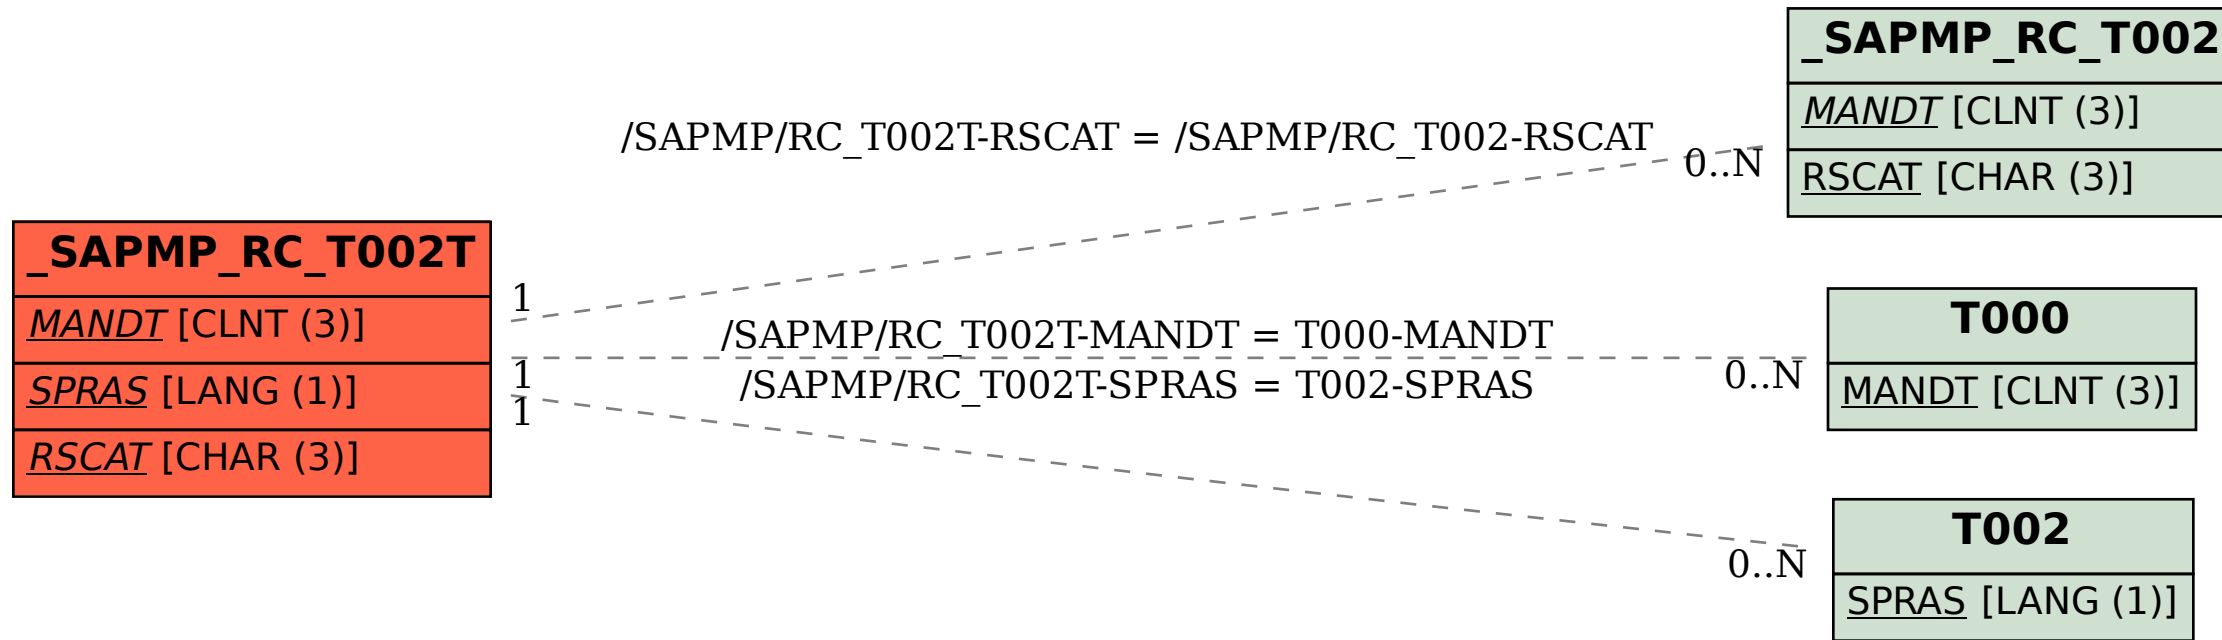 _SAPMP_RC_T002T
MANDT [CLNT (3)]
SPRAS [LANG (1)]
RSCAT [CHAR (3)]
/SAPMP/RC_T002T-RSCAT = /SAPMP/RC_T002-RSCAT
1
0..N
/SAPMP/RC_T002T-MANDT = T000-MANDT
1
0..N
/SAPMP/RC_T002T-SPRAS = T002-SPRAS
1
0..N
_SAPMP_RC_T002
MANDT [CLNT (3)]
RSCAT [CHAR (3)]
T000
MANDT [CLNT (3)]
T002
SPRAS [LANG (1)]